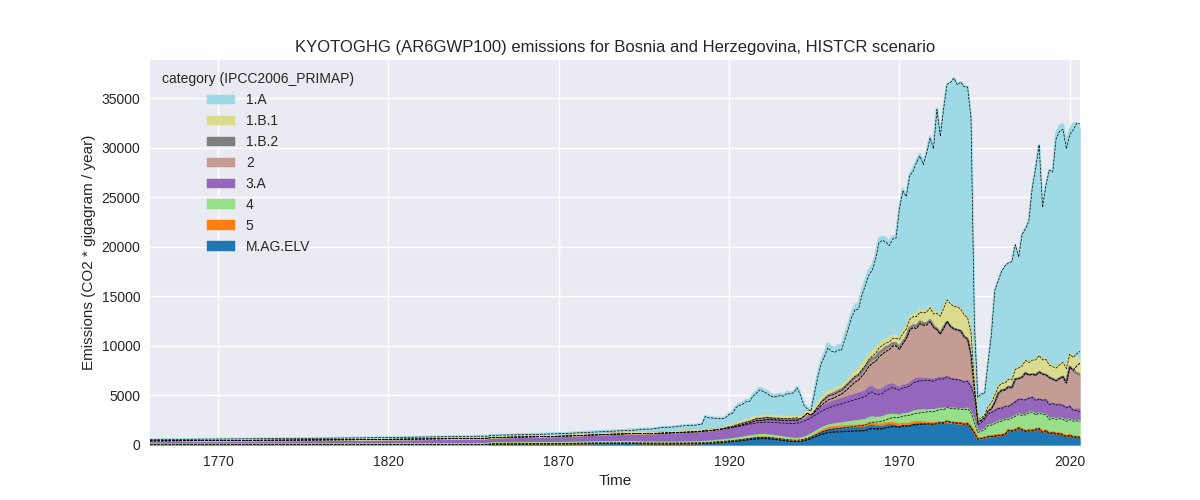 KYOTOGHG (AR6GWP100) emissions for Bosnia and Herzegovina, HISTCR scenario
category (IPCC2006_PRIMAP)
1.A
1.B.1
1.B.2
2
3.A
4
5
M.AG.ELV
Emissions (CO2 * gigagram / year)
35000
30000
25000
20000
15000
10000
5000
0
1770
1820
1870
1920
1970
2020
Time